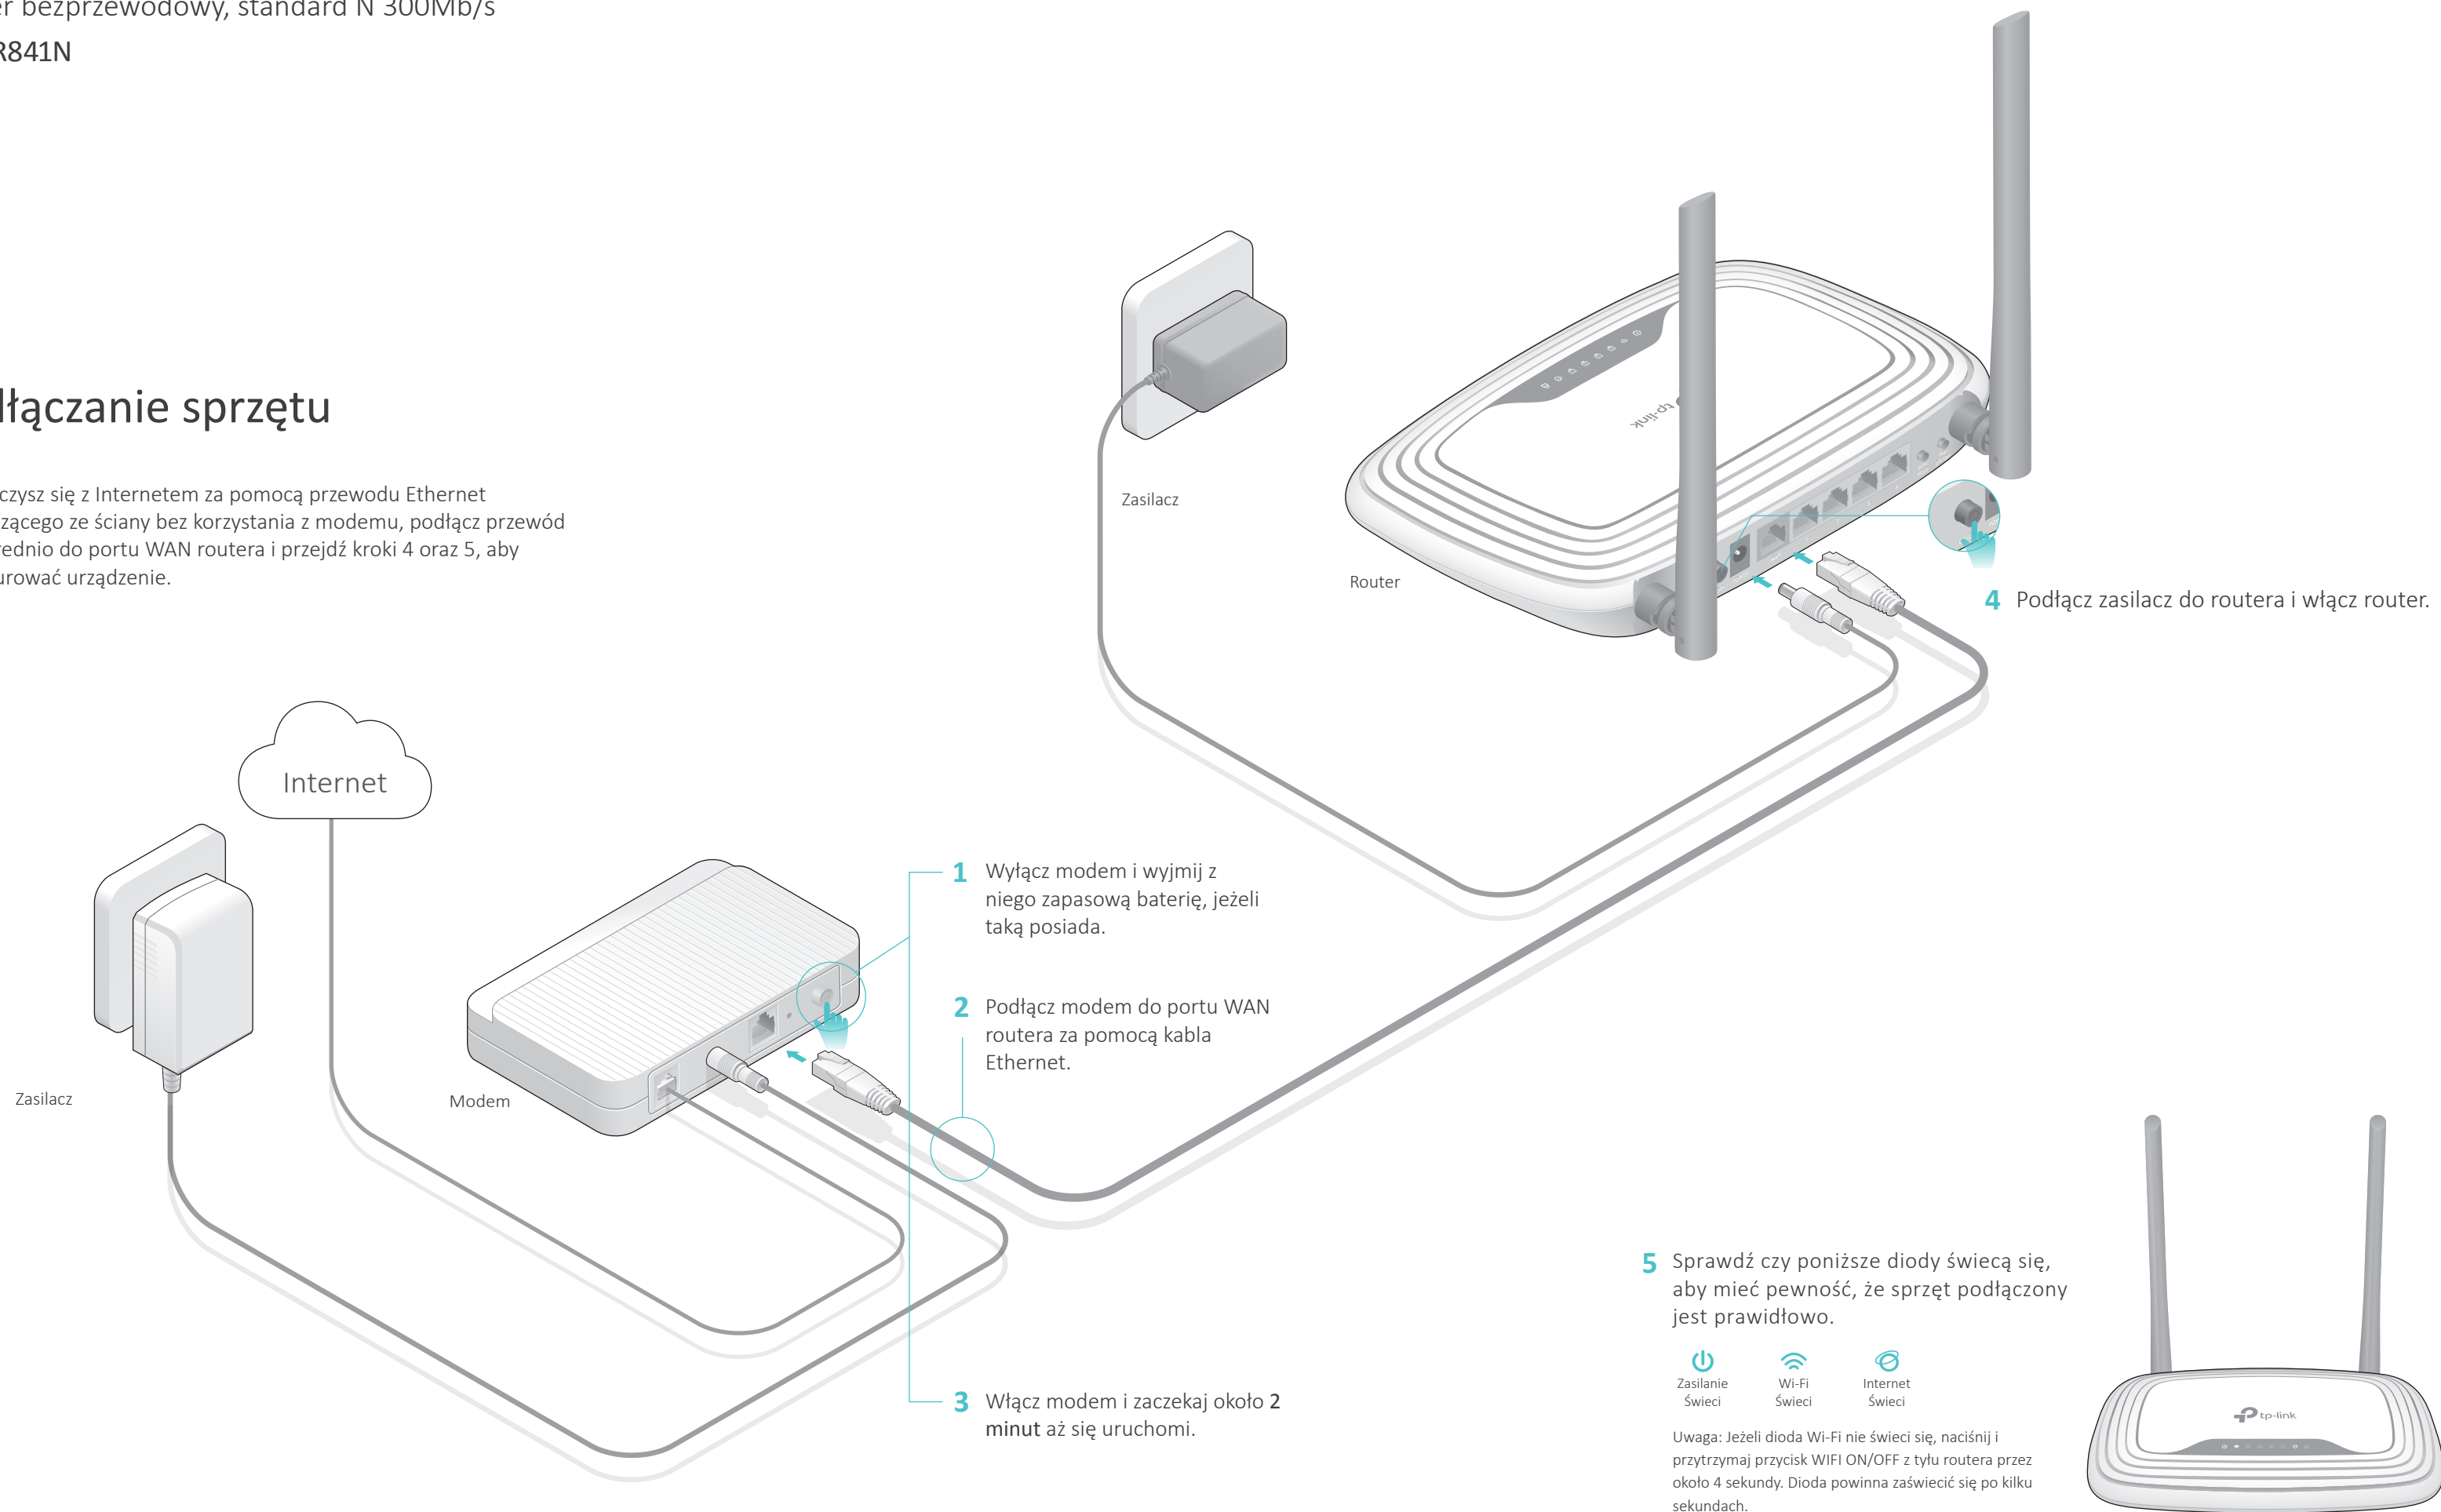 er bezprzewodowy, standard N 300Mb/s
R841N
łączanie sprzętu
czysz się z Internetem za pomocą przewodu Ethernet
zącego ze ściany bez korzystania z modemu, podłącz przewód
rednio do portu WAN routera i przejdź kroki 4 oraz 5, aby
urować urządzenie.
Zasilacz
tp-link
Router
4 Podłącz zasilacz do routera i włącz router.
Internet
1 Wyłącz modem i wyjmij z
niego zapasową baterię, jeżeli
taką posiada.
2 Podłącz modem do portu WAN
routera za pomocą kabla
Ethernet.
Zasilacz
Modem
3 Włącz modem i zaczekaj około 2
minut aż się uruchomi.
5 Sprawdź czy poniższe diody świecą się,
aby mieć pewność, że sprzęt podłączony
jest prawidłowo.
Zasilanie Wi-Fi Internet
Świeci Świeci Świeci
Uwaga: Jeżeli dioda Wi-Fi nie świeci się, naciśnij i
przytrzymaj przycisk WIFI ON/OFF z tyłu routera przez
około 4 sekundy. Dioda powinna zaświecić się po kilku
sekundach.
tp-link